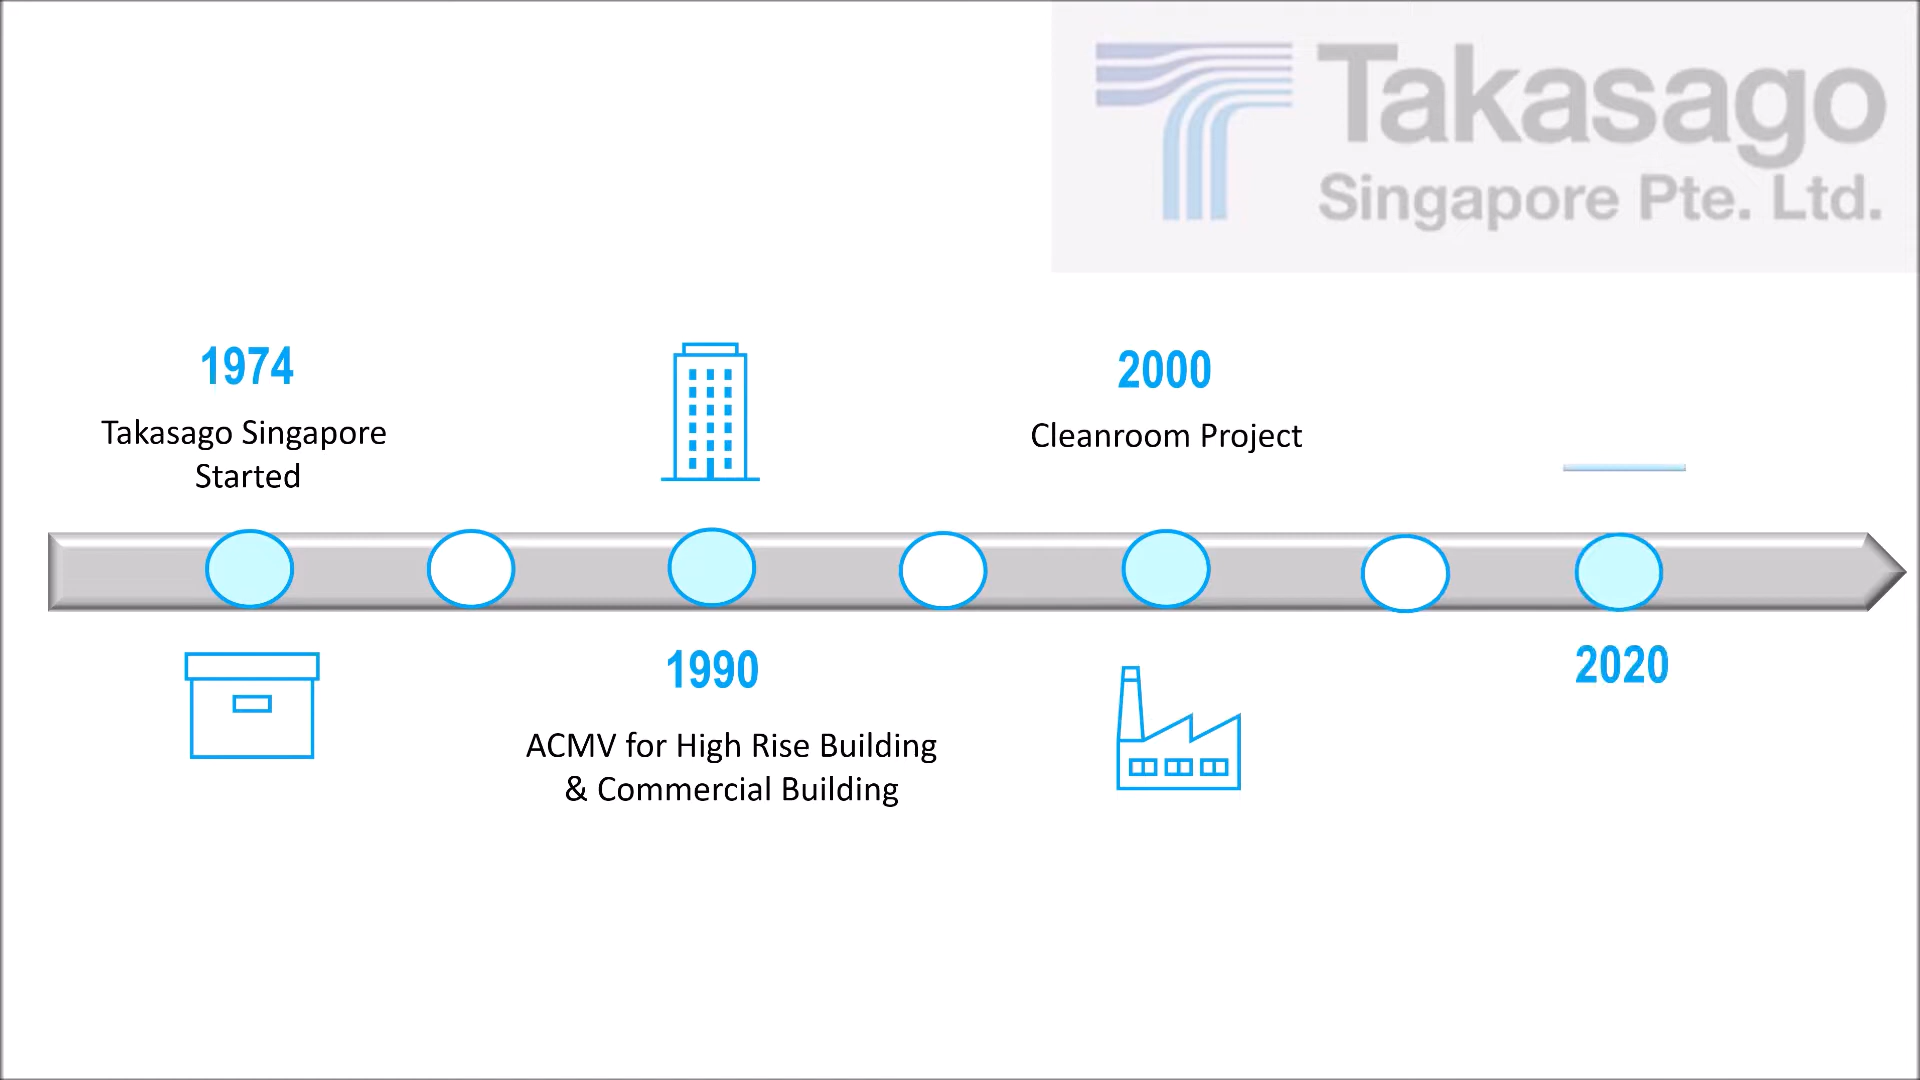 Takasago
Singapore Pte. Ltd.
1974
Takasago Singapore
Started
2000
Cleanroom Project
1990
ACMV for High Rise Building
& Commercial Building
2020